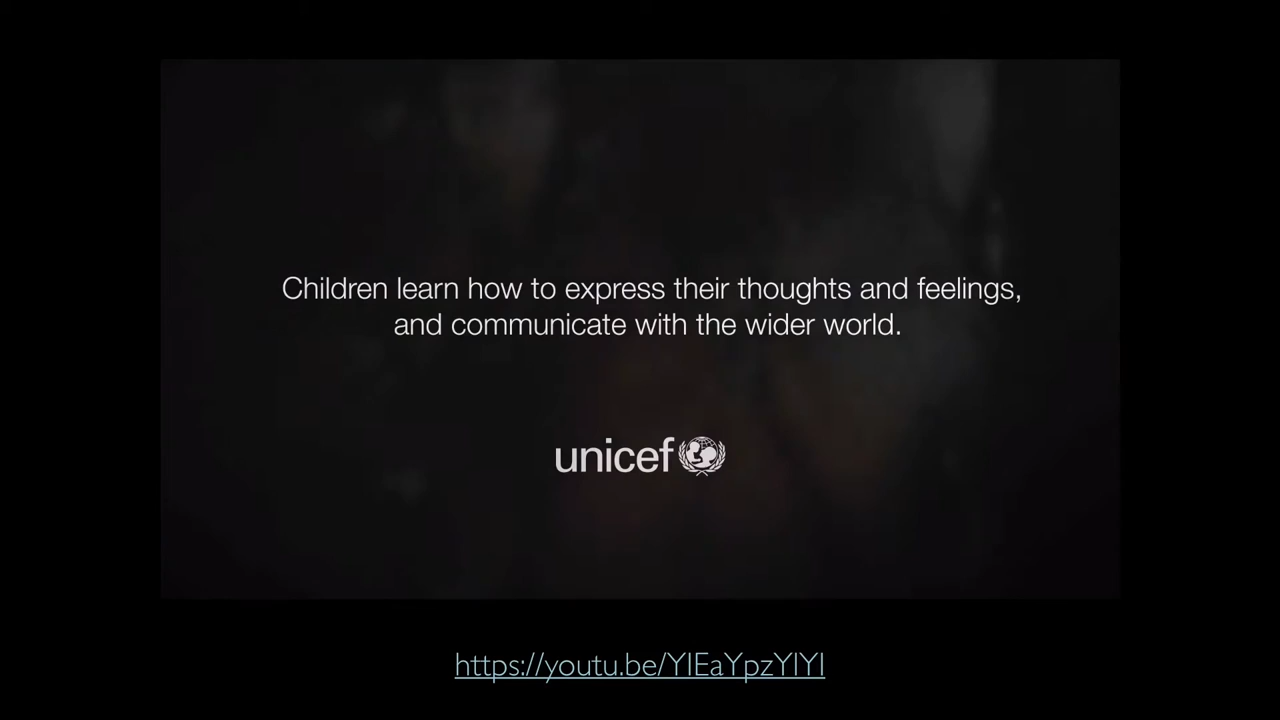 Children learn how to express their thoughts and feelings,
and communicate with the wider world.
unicef
https://youtu.be/YlEaYpzYlYI